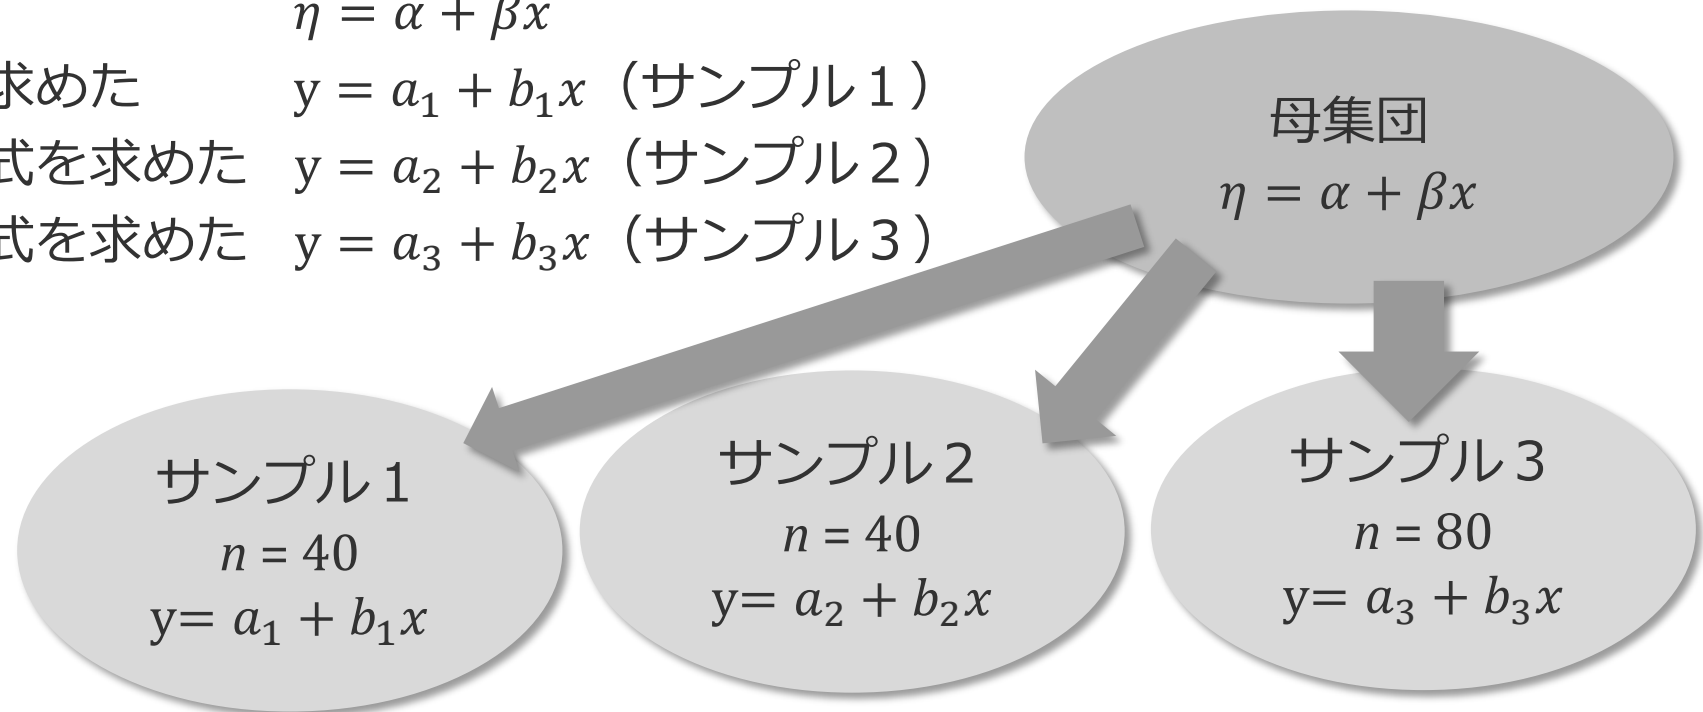 η = α + βx
求めた y = a₁ + b₁x（サンプル１）
式を求めた y = a₂ + b₂x（サンプル２）
式を求めた y = a₃ + b₃x（サンプル３）
母集団
η = α + βx
サンプル１
n = 40
y= a₁ + b₁x
サンプル２
n = 40
y= a₂ + b₂x
サンプル３
n = 80
y= a₃ + b₃x